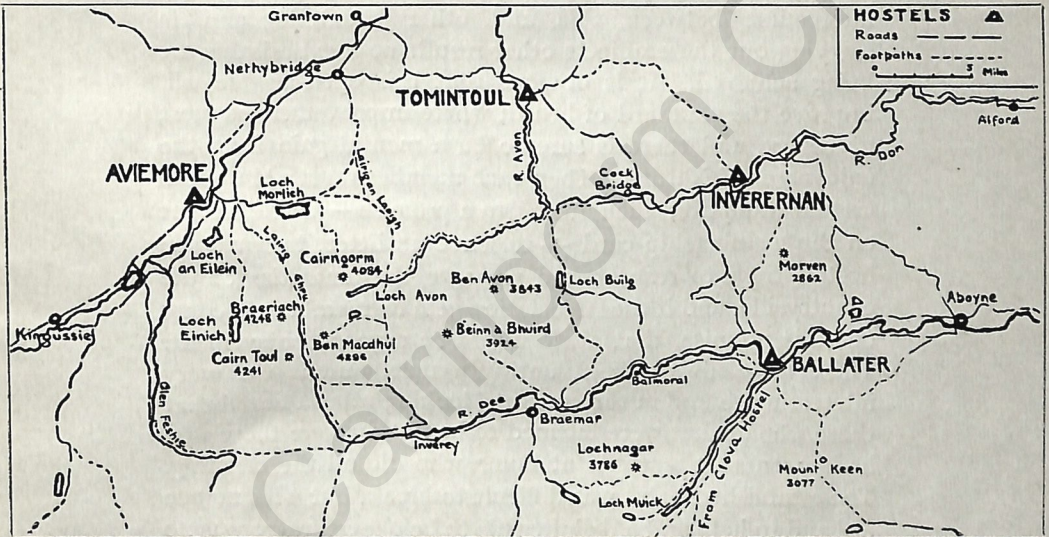 Grantown
Nethybridge
TOMINTOUL
AVIEMORE
Loch
Morlich
Lairig an Laoigh
R. Avon
Cock
Bridge
INVERERNAN
R. Don
Alford
HOSTELS
Roads
Footpaths
0 5 Miles
Loch
an Eilein
Lairig Ghru
Cairngorm
4084
Loch Avon
Ben Avon 3843
Loch Builg
Morven
2862
Aboyne
Kingussie
Loch
Einich
Braeriach
4248
Cairn Toul
4241
Ben Macdhui
4296
Beinn à Bhuird
3924
Balmoral
BALLATER
Glen Feshie
R. Dee
Inverey
Braemar
Lochnagar
3786
Loch Muick
From Clova Hostel
Mount Keen
3077
Cairngorm C